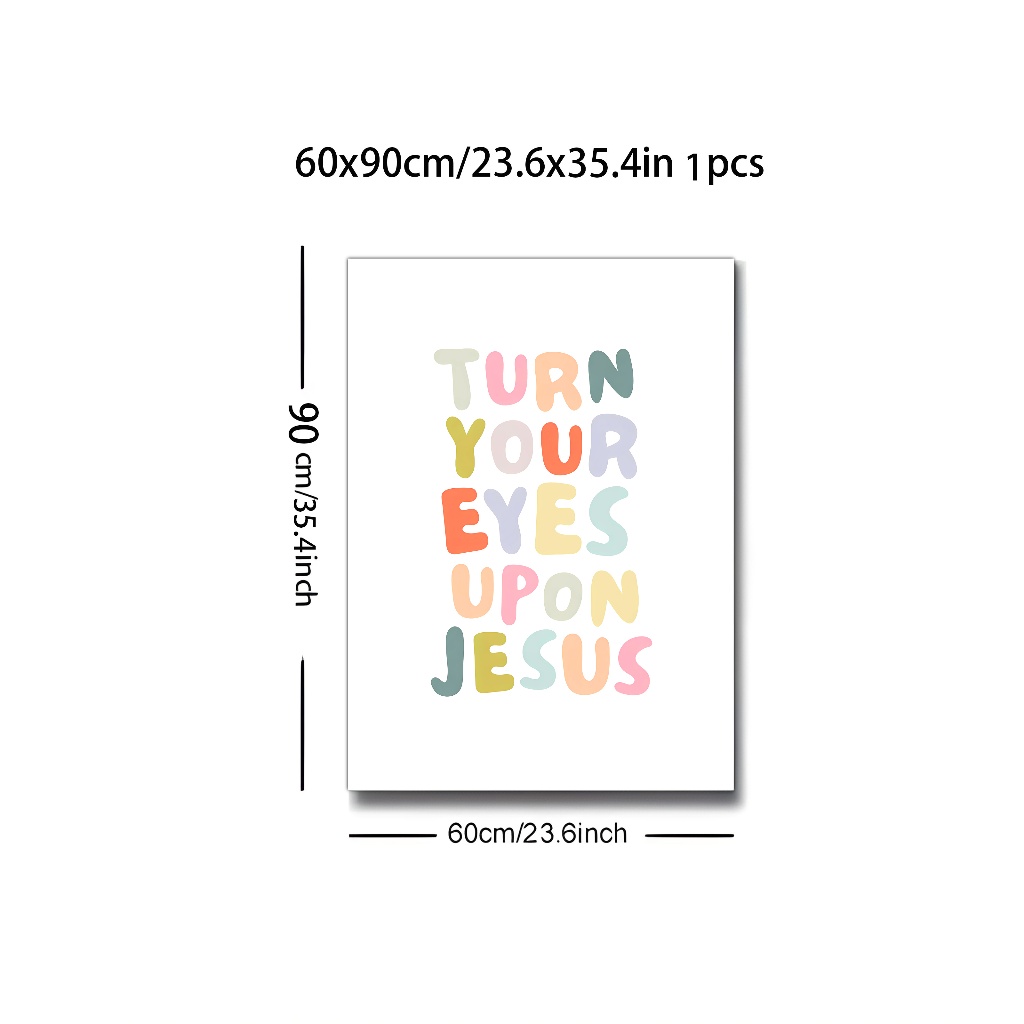 60x90cm/23.6x35.4in 1pcs
90 cm/35.4inch
TURN
YOUR
EYES
UPON
JESUS
60cm/23.6inch